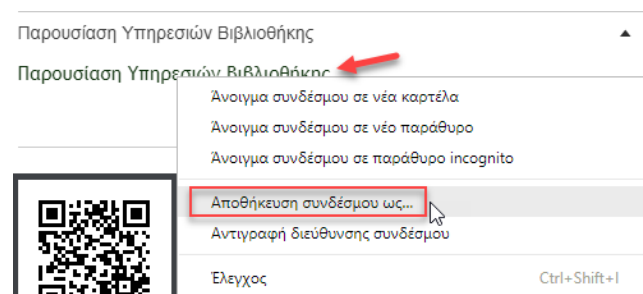 Παρουσίαση Υπηρεσιών Βιβλιοθήκης
Παρουσίαση Υπηρεσιών Βιβλιοθήκης
Άνοιγμα συνδέσμου σε νέα καρτέλα
Άνοιγμα συνδέσμου σε νέο παράθυρο
Άνοιγμα συνδέσμου σε παράθυρο incognito
Αποθήκευση συνδέσμου ως...
Αντιγραφή διεύθυνσης συνδέσμου
Έλεγχος Ctrl+Shift+I